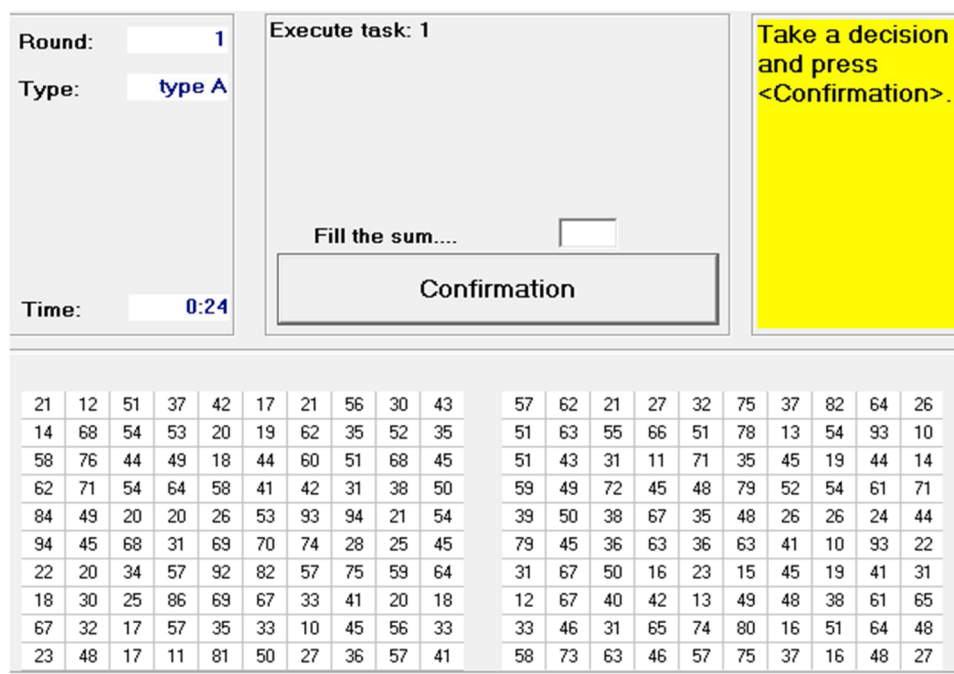 Round: 1
Type: type A
Time: 0:24
Execute task: 1
Fill the sum....
Confirmation
Take a decision
and press
<Confirmation>.
21 12 51 37 42 17 21 56 30 43
14 68 54 53 20 19 62 35 52 35
58 76 44 49 18 44 60 51 68 45
62 71 54 64 58 41 42 31 38 50
84 49 20 20 26 53 93 94 21 54
94 45 68 31 69 70 74 28 25 45
22 20 34 57 92 82 57 75 59 64
18 30 25 86 69 67 33 41 20 18
67 32 17 57 35 33 10 45 56 33
23 48 17 11 81 50 27 36 57 41
57 62 21 27 32 75 37 82 64 26
51 63 55 66 51 78 13 54 93 10
51 43 31 11 71 35 45 19 44 14
59 49 72 45 48 79 52 54 61 71
39 50 38 67 35 48 26 26 24 44
79 45 36 63 36 63 41 10 93 22
31 67 50 16 23 15 45 19 41 31
12 67 40 42 13 49 48 38 61 65
33 46 31 65 74 80 16 51 64 48
58 73 63 46 57 75 37 16 48 27